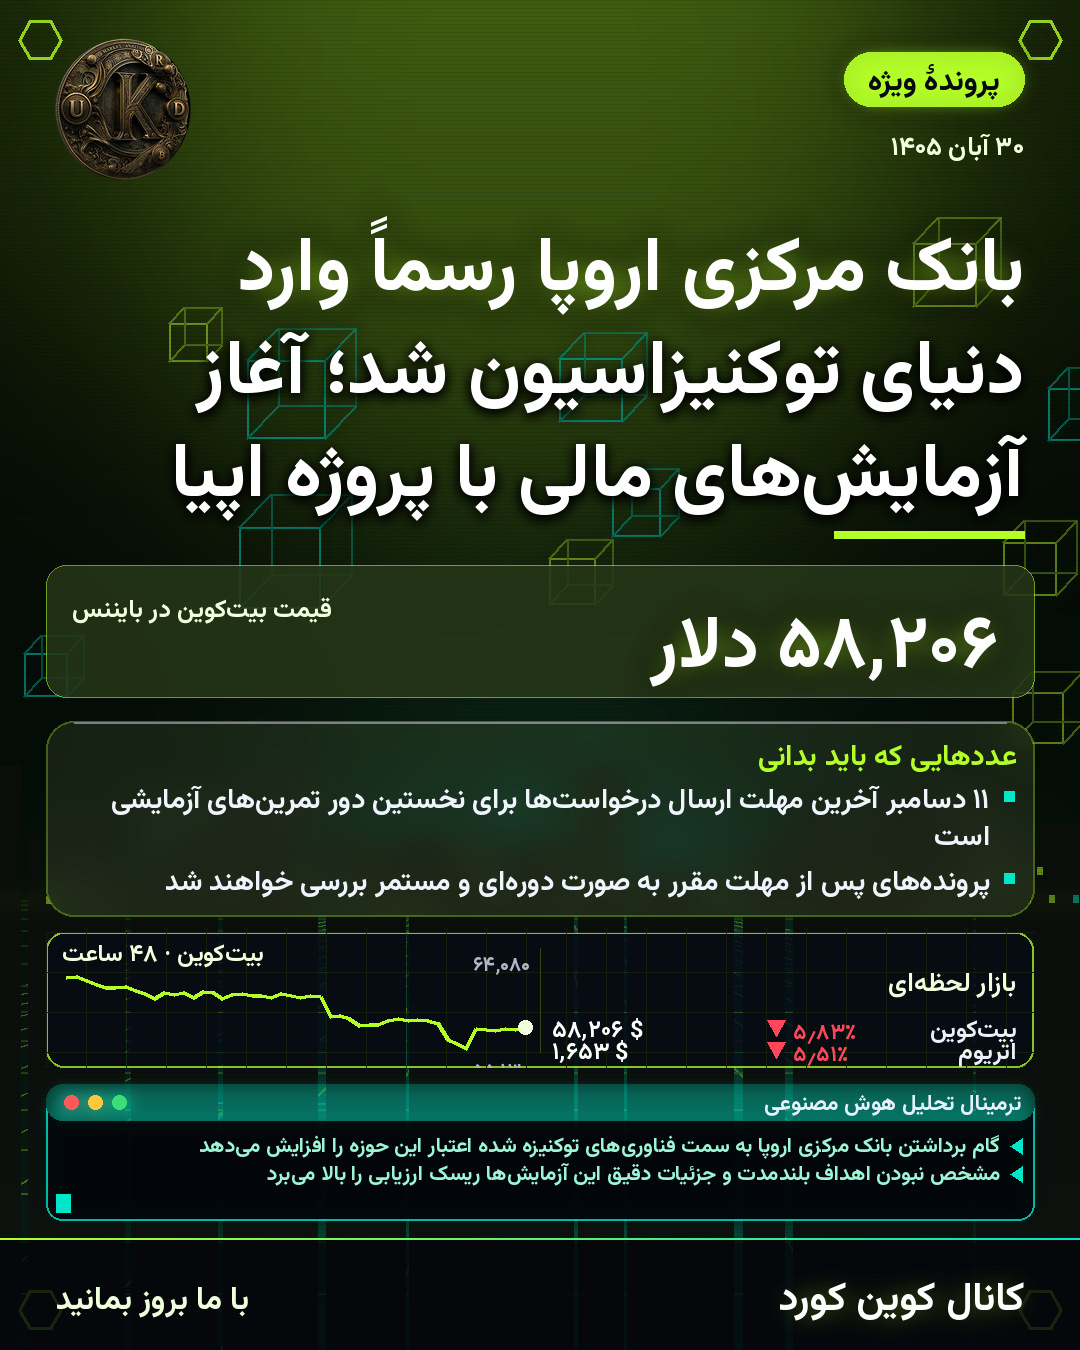 پروندهٔ ویژه
۳۰ آبان ۱۴۰۵
بانک مرکزی اروپا رسماً وارد
دنیای توکنیزاسیون شد؛ آغاز
آزمایش‌های مالی با پروژه اپیا
قیمت بیت‌کوین در بایننس
۵۸,۲۰۶ دلار
عددهایی که باید بدانی
۱۱ دسامبر آخرین مهلت ارسال درخواست‌ها برای نخستین دور تمرین‌های آزمایشی
است
پرونده‌های پس از مهلت مقرر به صورت دوره‌ای و مستمر بررسی خواهند شد
بازار لحظه‌ای
بیت‌کوین · ۴۸ ساعت
۶۴,۰۸۰
بیت‌کوین ۵٫۸۳٪ ۵۸,۲۰۶ $
اتریوم ۵٫۵۱٪ ۱,۶۵۳ $
ترمینال تحلیل هوش مصنوعی
گام برداشتن بانک مرکزی اروپا به سمت فناوری‌های توکنیزه شده اعتبار این حوزه را افزایش می‌دهد
مشخص نبودن اهداف بلندمدت و جزئیات دقیق این آزمایش‌ها ریسک ارزیابی را بالا می‌برد
کانال کوین کورد
با ما بروز بمانید